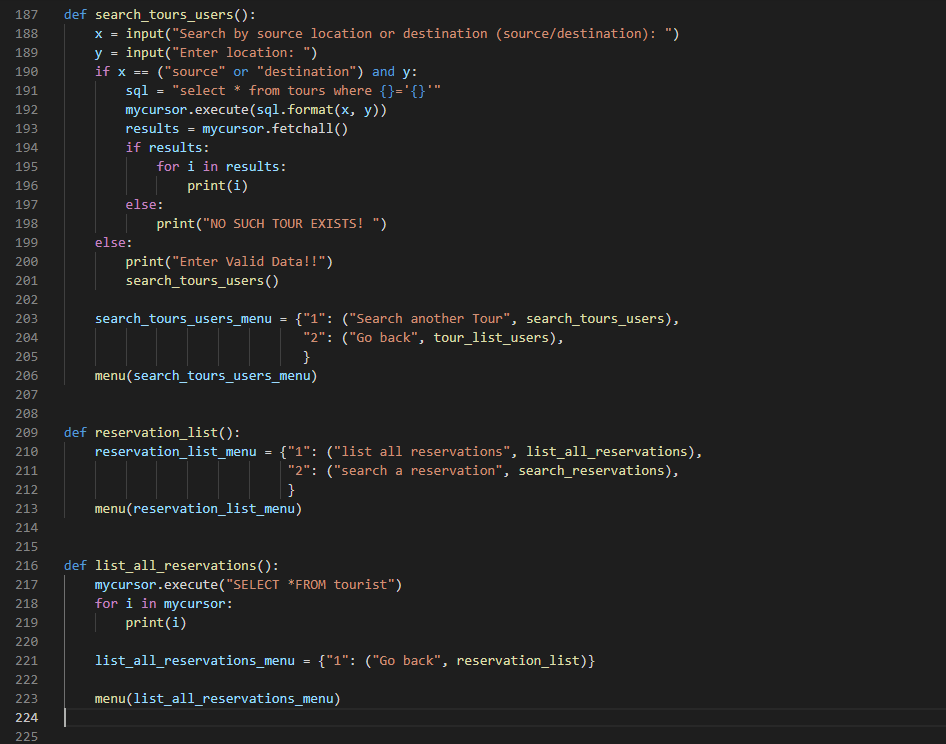 187 def search_tours_users():
188     x = input("Search by source location or destination (source/destination): ")
189     y = input("Enter location: ")
190     if x == ("source" or "destination") and y:
191         sql = "select * from tours where {}='{}'"
192         mycursor.execute(sql.format(x, y))
193         results = mycursor.fetchall()
194         if results:
195             for i in results:
196                 print(i)
197         else:
198             print("NO SUCH TOUR EXISTS! ")
199     else:
200         print("Enter Valid Data!!")
201         search_tours_users()
202
203     search_tours_users_menu = {"1": ("Search another Tour", search_tours_users),
204                                "2": ("Go back", tour_list_users),
205                                }
206     menu(search_tours_users_menu)
207
208
209 def reservation_list():
210     reservation_list_menu = {"1": ("list all reservations", list_all_reservations),
211                              "2": ("search a reservation", search_reservations),
212                              }
213     menu(reservation_list_menu)
214
215
216 def list_all_reservations():
217     mycursor.execute("SELECT *FROM tourist")
218     for i in mycursor:
219         print(i)
220
221     list_all_reservations_menu = {"1": ("Go back", reservation_list)}
222
223     menu(list_all_reservations_menu)
224
225